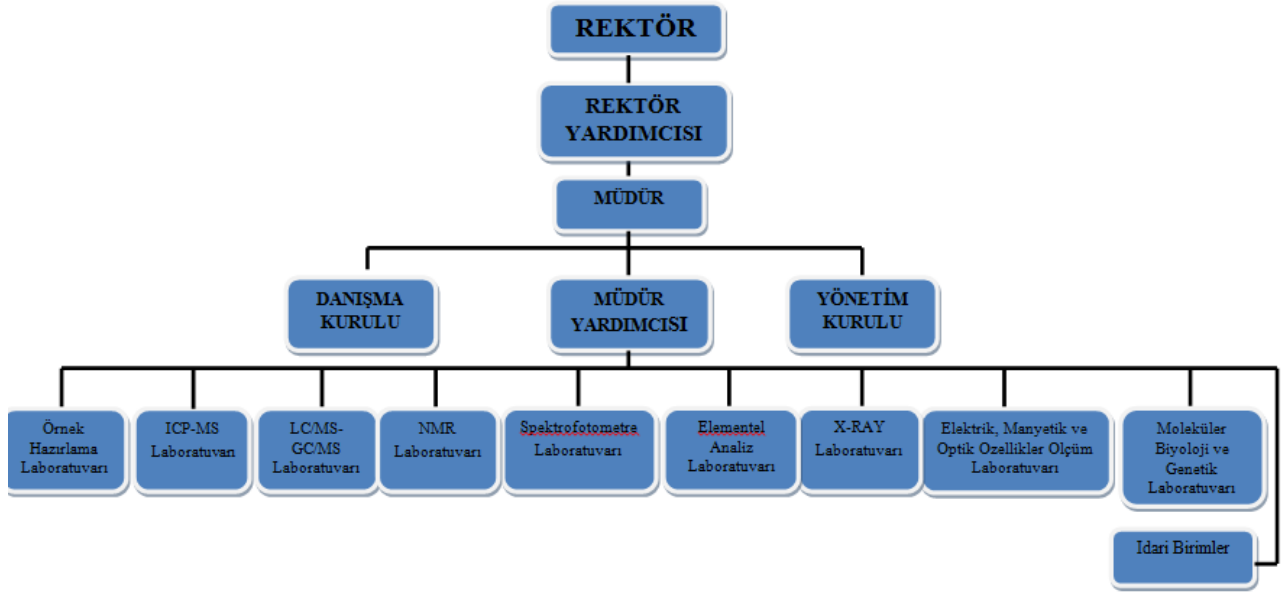 REKTÖR
REKTÖR
YARDIMCISI
MÜDÜR
DANIŞMA
KURULU
MÜDÜR
YARDIMCISI
YÖNETİM
KURULU
Örnek
Hazırlama
Laboratuvarı
ICP-MS
Laboratuvarı
LC/MS-
GC/MS
Laboratuvarı
NMR
Laboratuvarı
Spektrofotometre
Laboratuvarı
Elementel
Analiz
Laboratuvarı
X-RAY
Laboratuvarı
Elektrik, Manyetik ve
Optik Özellikler Ölçüm
Laboratuvarı
Moleküler
Biyoloji ve
Genetik
Laboratuvarı
Idari Birimler